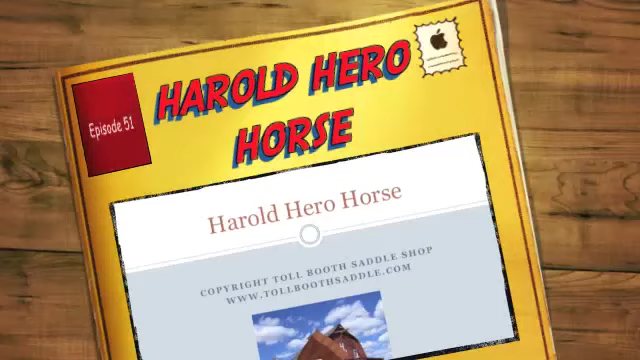 Episode 51
HAROLD HERO
HORSE
Harold Hero Horse
COPYRIGHT TOLL BOOTH SADDLE SHOP
WWW.TOLLBOOTHSADDLE.COM